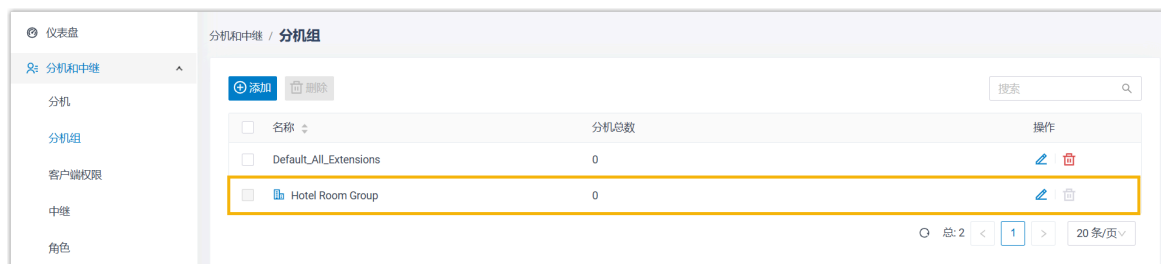 仪表盘
分机和中继 / 分机组
分机和中继
分机
分机组
客户端权限
中继
角色
添加 删除 搜索
名称 分机总数 操作
Default_All_Extensions 0
Hotel Room Group 0
总: 2 < 1 > 20 条/页